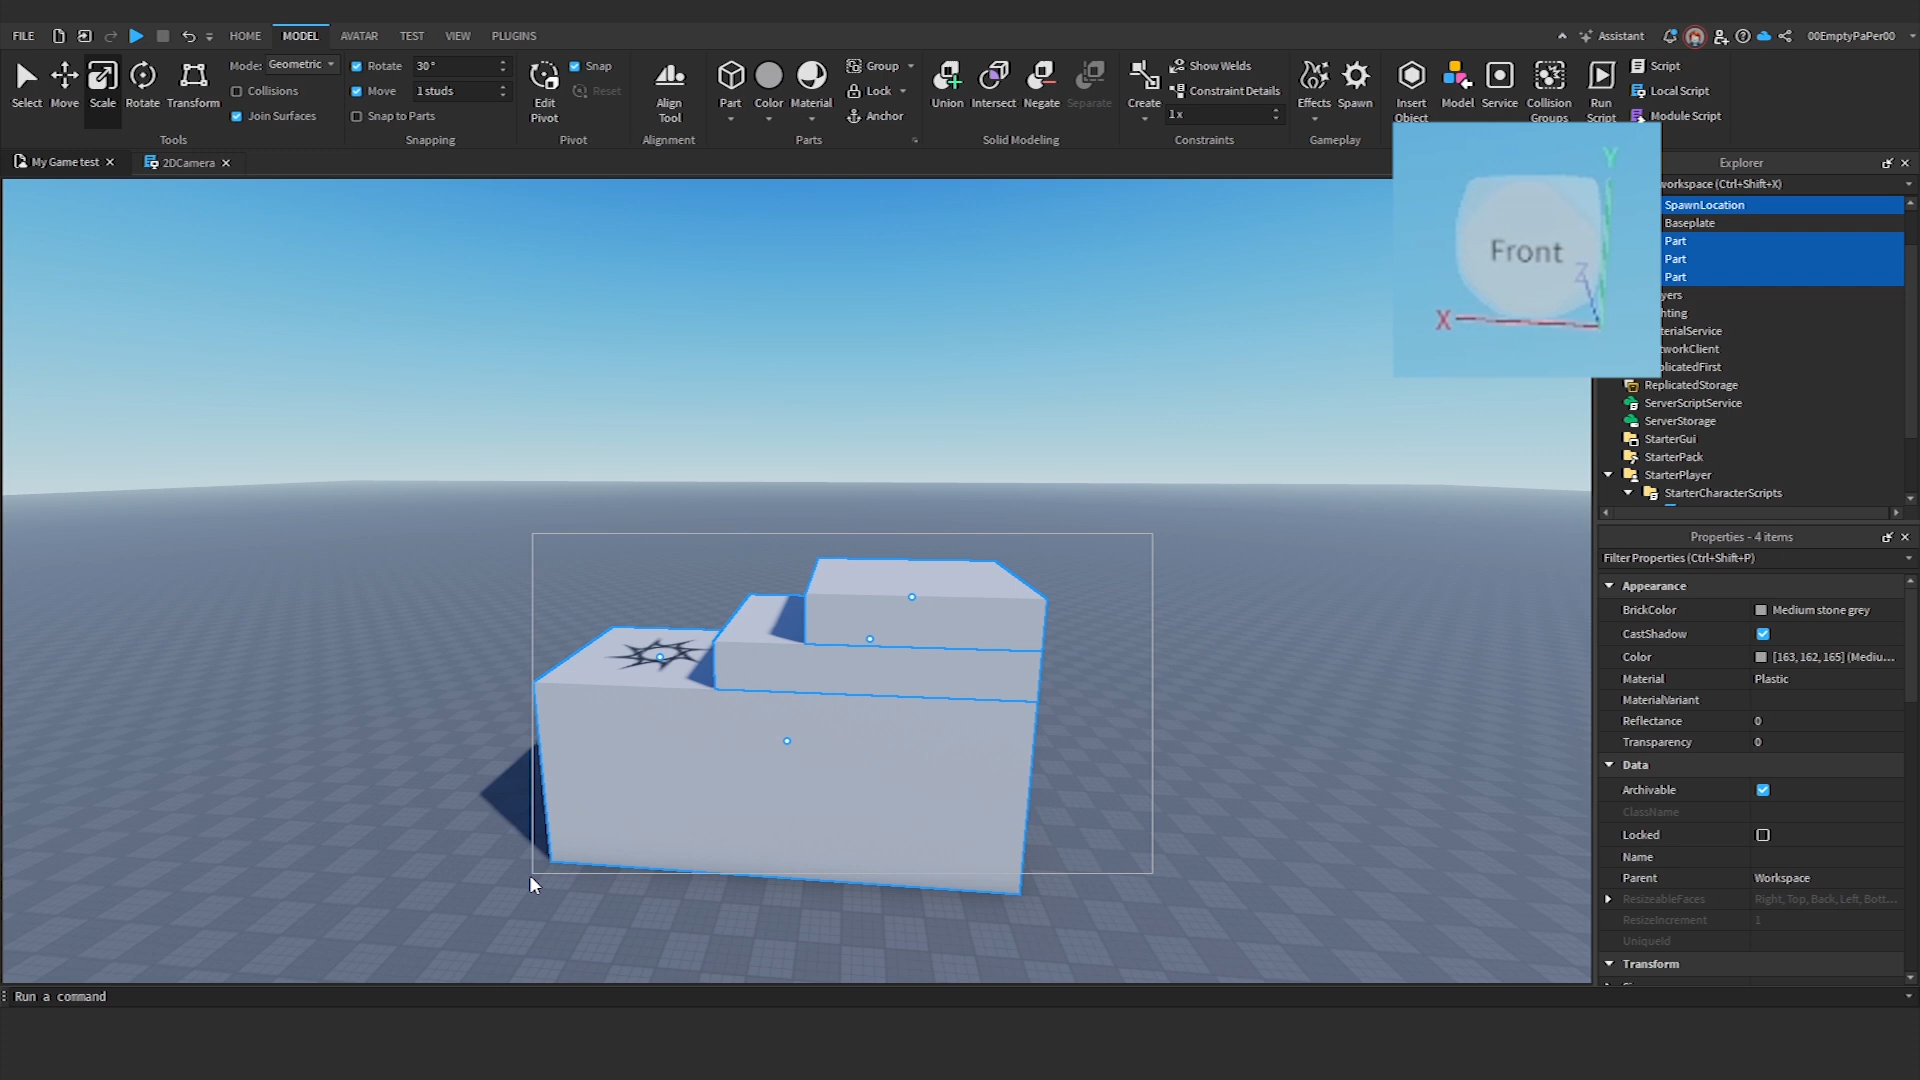 FILE HOME MODEL AVATAR TEST VIEW PLUGINS Assistant 00EmptyPaPer00
Mode: Geometric Rotate 30° Snap Group Show Welds Script
Collisions Move 1 studs Reset Lock Constraint Details Local Script
Select Move Scale Rotate Transform Edit Pivot Align Tool Part Color Material Union Intersect Negate Separate Create Effects Spawn Insert Object Model Service Collision Groups Run Script
Join Surfaces Snap to Parts Anchor 1x Module Script
Tools Snapping Pivot Alignment Parts Solid Modeling Constraints Gameplay
My Game test 2DCamera
Explorer
workspace (Ctrl+Shift+X)
SpawnLocation
Baseplate
Part
Part
Part
yers
hting
terialService
tworkClient
plicatedFirst
ReplicatedStorage
ServerScriptService
ServerStorage
StarterGui
StarterPack
StarterPlayer
StarterCharacterScripts
Y
Front
Z
X
Properties - 4 items
Filter Properties (Ctrl+Shift+P)
Appearance
BrickColor Medium stone grey
CastShadow
Color [163, 162, 165] (Mediu...
Material Plastic
MaterialVariant
Reflectance 0
Transparency 0
Data
Archivable
ClassName
Locked
Name
Parent Workspace
ResizeableFaces Right, Top, Back, Left, Bott...
ResizeIncrement 1
UniqueId
Transform
Run a command